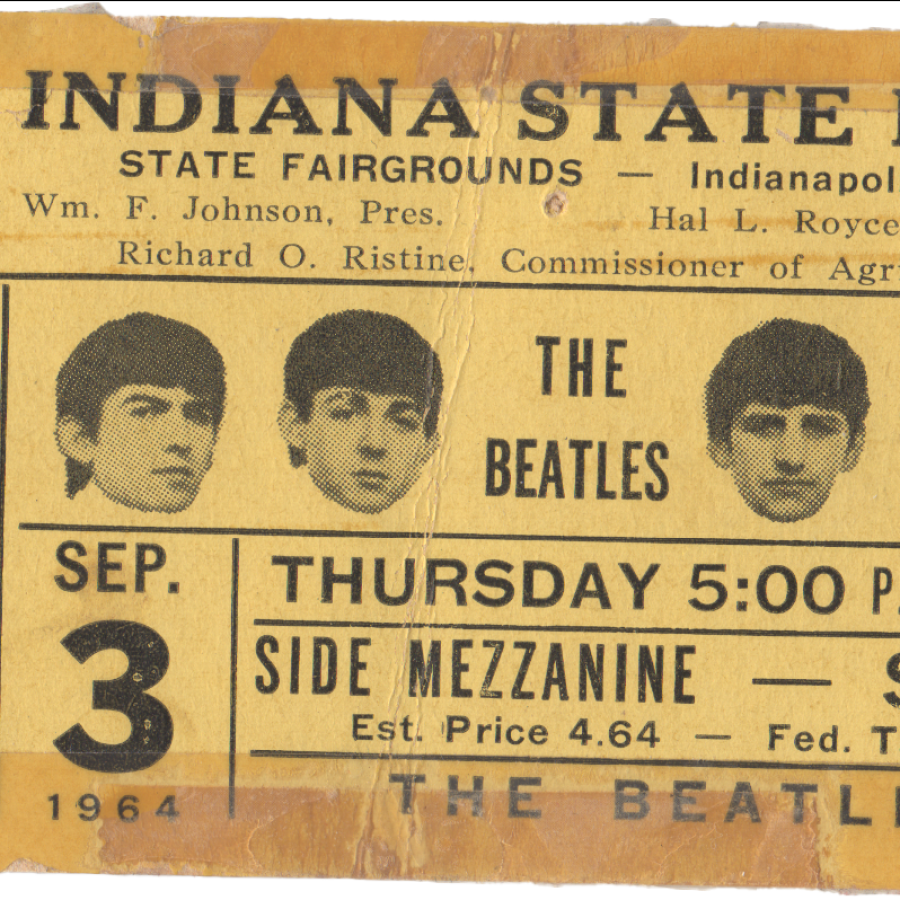 INDIANA STATE
STATE FAIRGROUNDS — Indianapol
Wm. F. Johnson, Pres. Hal L. Royce
Richard O. Ristine, Commissioner of Agr
THE
BEATLES
SEP.
3
1964
THURSDAY 5:00 P.
SIDE MEZZANINE — S
Est. Price 4.64 — Fed. T
THE BEATL